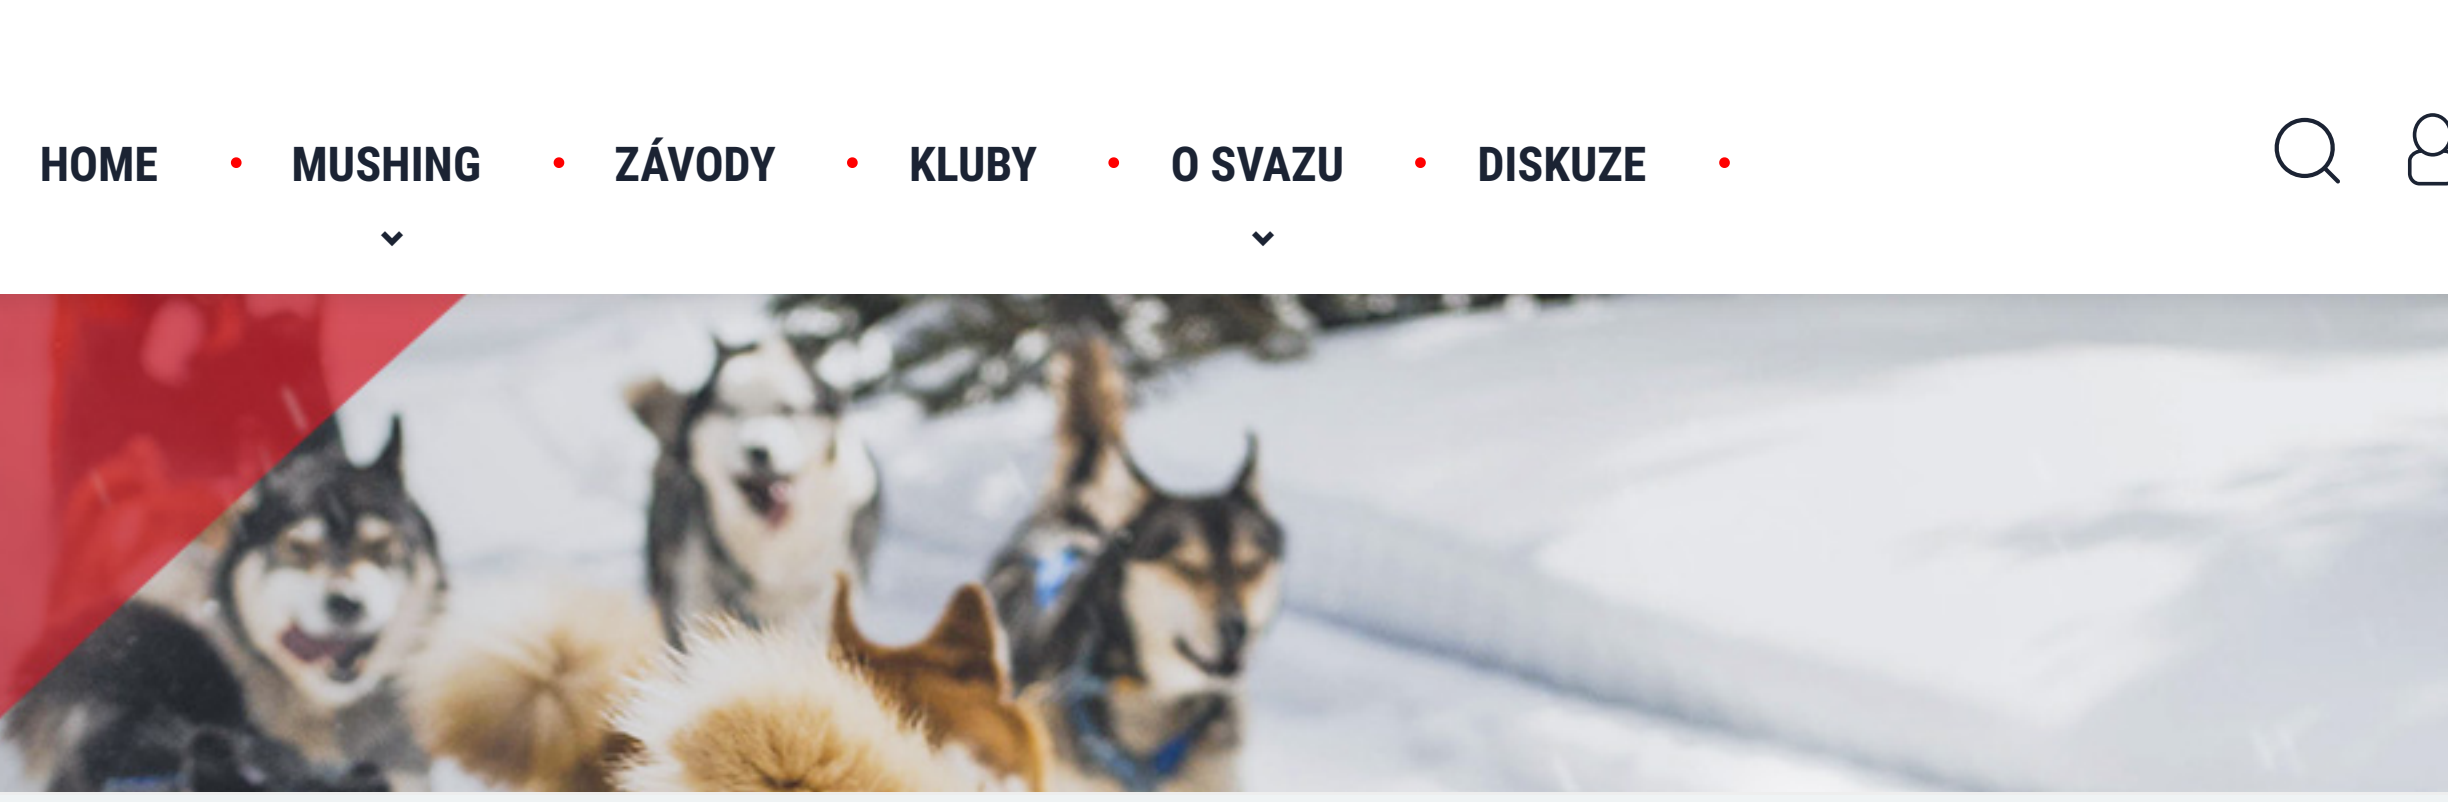 HOME • MUSHING • ZÁVODY • KLUBY • O SVAZU • DISKUZE •